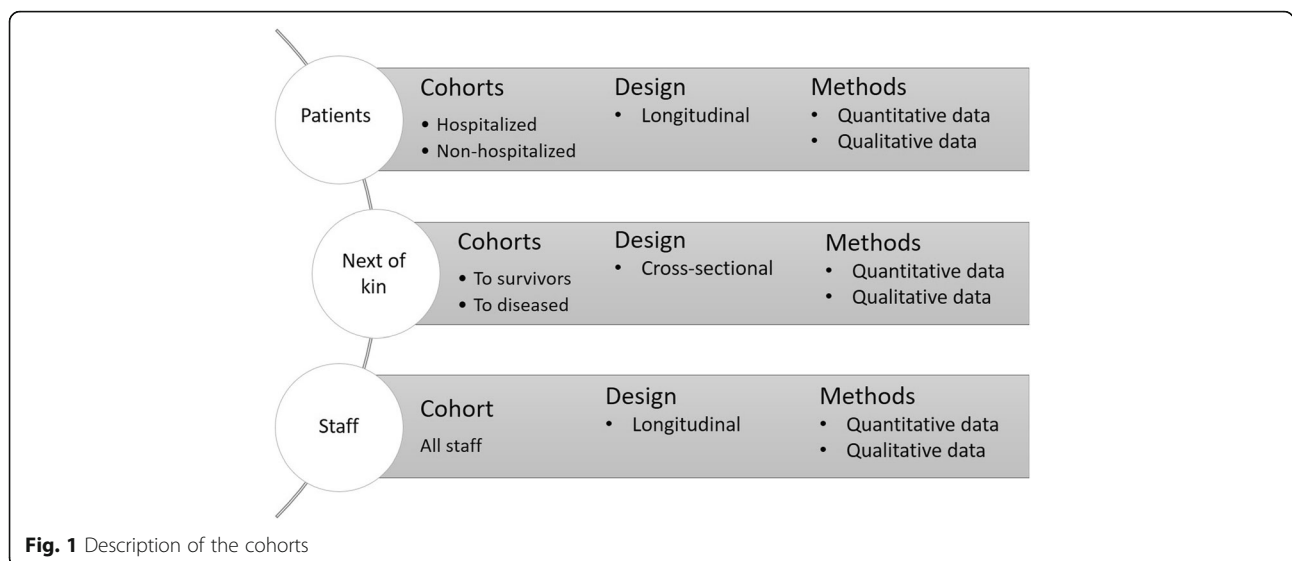 Patients
Cohorts
• Hospitalized
• Non-hospitalized
Design
• Longitudinal
Methods
• Quantitative data
• Qualitative data
Next of
kin
Cohorts
• To survivors
• To diseased
Design
• Cross-sectional
Methods
• Quantitative data
• Qualitative data
Staff
Cohort
All staff
Design
• Longitudinal
Methods
• Quantitative data
• Qualitative data
Fig. 1 Description of the cohorts